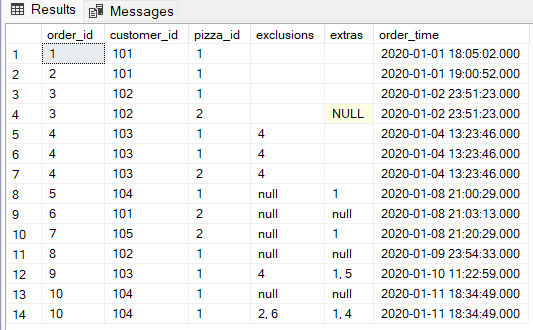 Results Messages
order_id customer_id pizza_id exclusions extras order_time
1 1 101 1 2020-01-01 18:05:02.000
2 2 101 1 2020-01-01 19:00:52.000
3 3 102 1 2020-01-02 23:51:23.000
4 3 102 2 NULL 2020-01-02 23:51:23.000
5 4 103 1 4 2020-01-04 13:23:46.000
6 4 103 1 4 2020-01-04 13:23:46.000
7 4 103 2 4 2020-01-04 13:23:46.000
8 5 104 1 null 1 2020-01-08 21:00:29.000
9 6 101 2 null null 2020-01-08 21:03:13.000
10 7 105 2 null 1 2020-01-08 21:20:29.000
11 8 102 1 null null 2020-01-09 23:54:33.000
12 9 103 1 4 1, 5 2020-01-10 11:22:59.000
13 10 104 1 null null 2020-01-11 18:34:49.000
14 10 104 1 2, 6 1, 4 2020-01-11 18:34:49.000